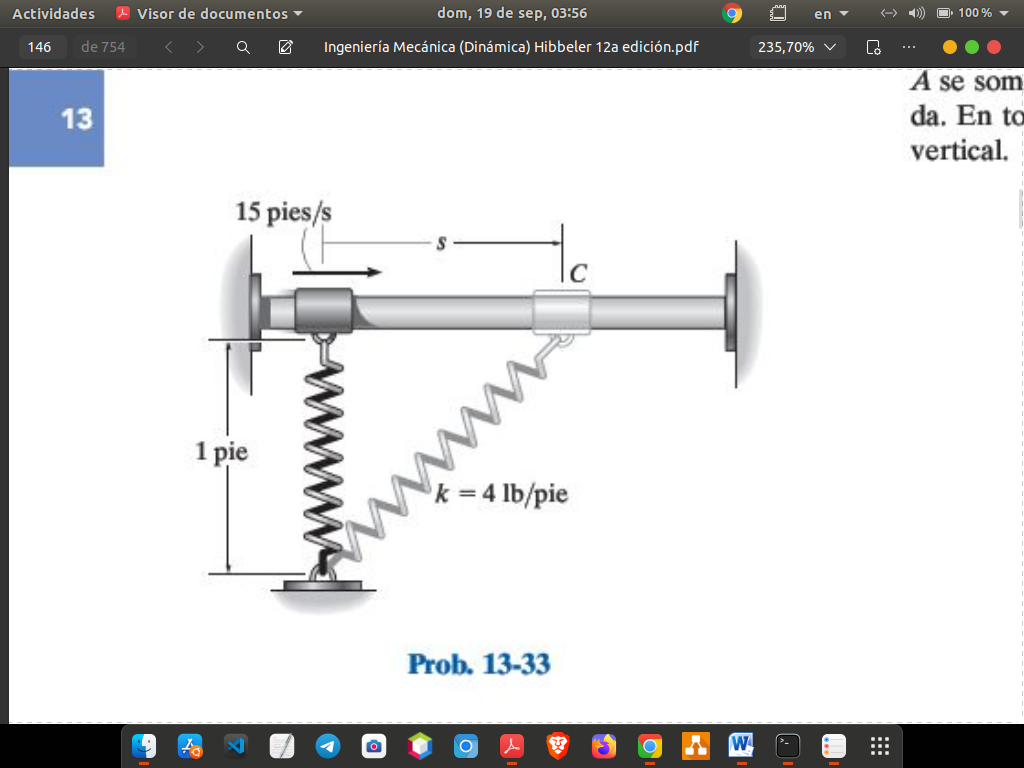 Actividades Visor de documentos dom, 19 de sep, 03:56 en 100 %
146 de 754 Ingeniería Mecánica (Dinámica) Hibbeler 12a edición.pdf 235,70%
13
A se som
da. En to
vertical.
15 pies/s
s
C
1 pie
k = 4 lb/pie
Prob. 13-33